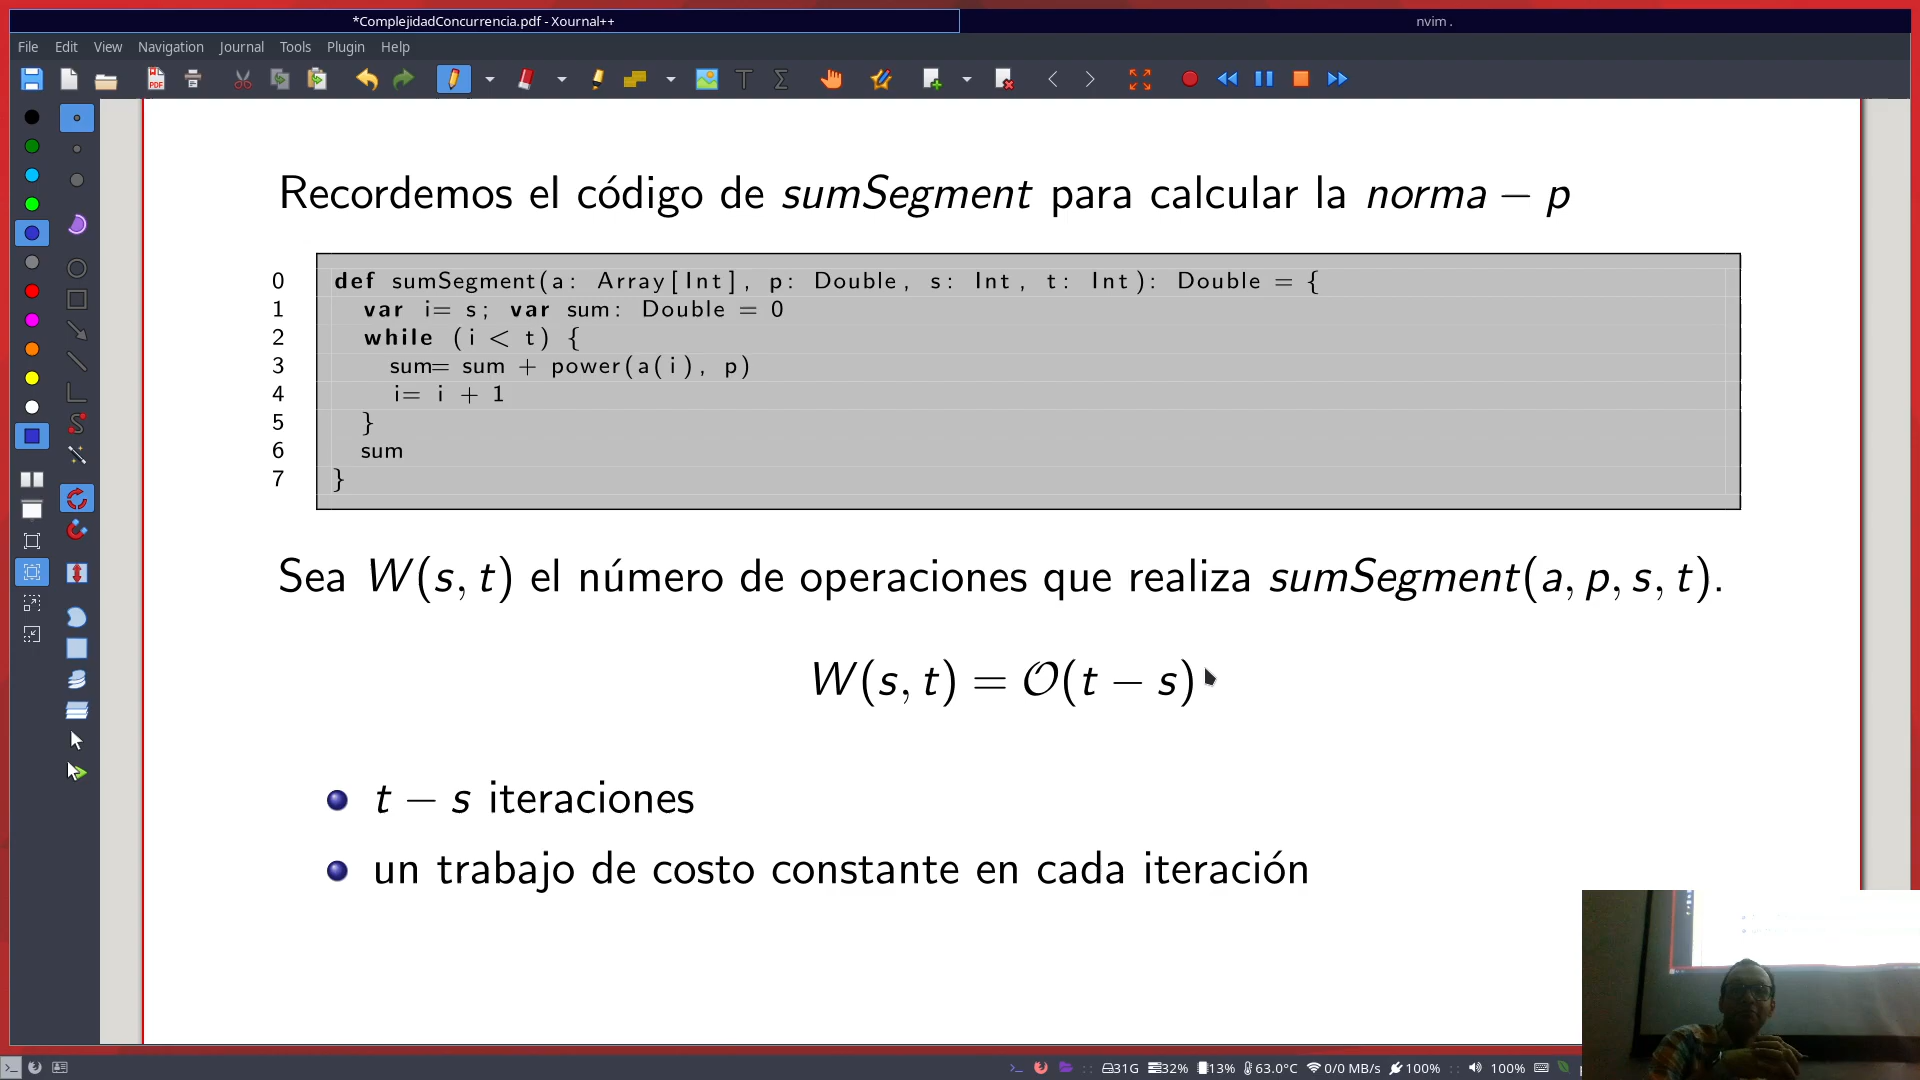 *ComplejidadConcurrencia.pdf - Xournal++
nvim .
File Edit View Navigation Journal Tools Plugin Help
Recordemos el código de sumSegment para calcular la norma − p
0 def sumSegment(a: Array[Int], p: Double, s: Int, t: Int): Double = {
1 var i= s; var sum: Double = 0
2 while (i < t) {
3 sum= sum + power(a(i), p)
4 i= i + 1
5 }
6 sum
7 }
Sea W(s, t) el número de operaciones que realiza sumSegment(a, p, s, t).
W(s, t) = O(t − s)
t − s iteraciones
un trabajo de costo constante en cada iteración
31G 32% 13% 63.0°C 0/0 MB/s 100% 100%